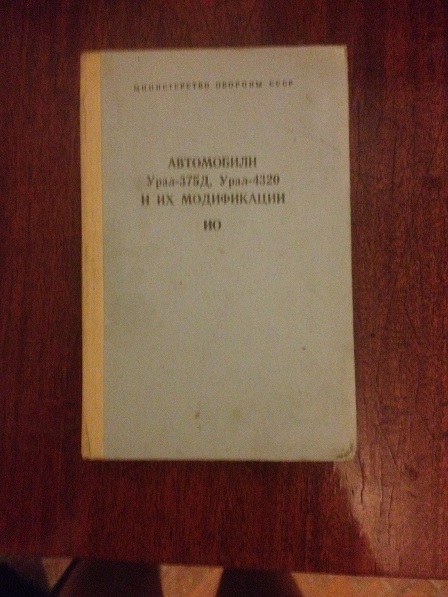 МИНИСТЕРСТВО ОБОРОНЫ СССР
АВТОМОБИЛИ
Урал-375Д, Урал-4320
И ИХ МОДИФИКАЦИИ
ИО